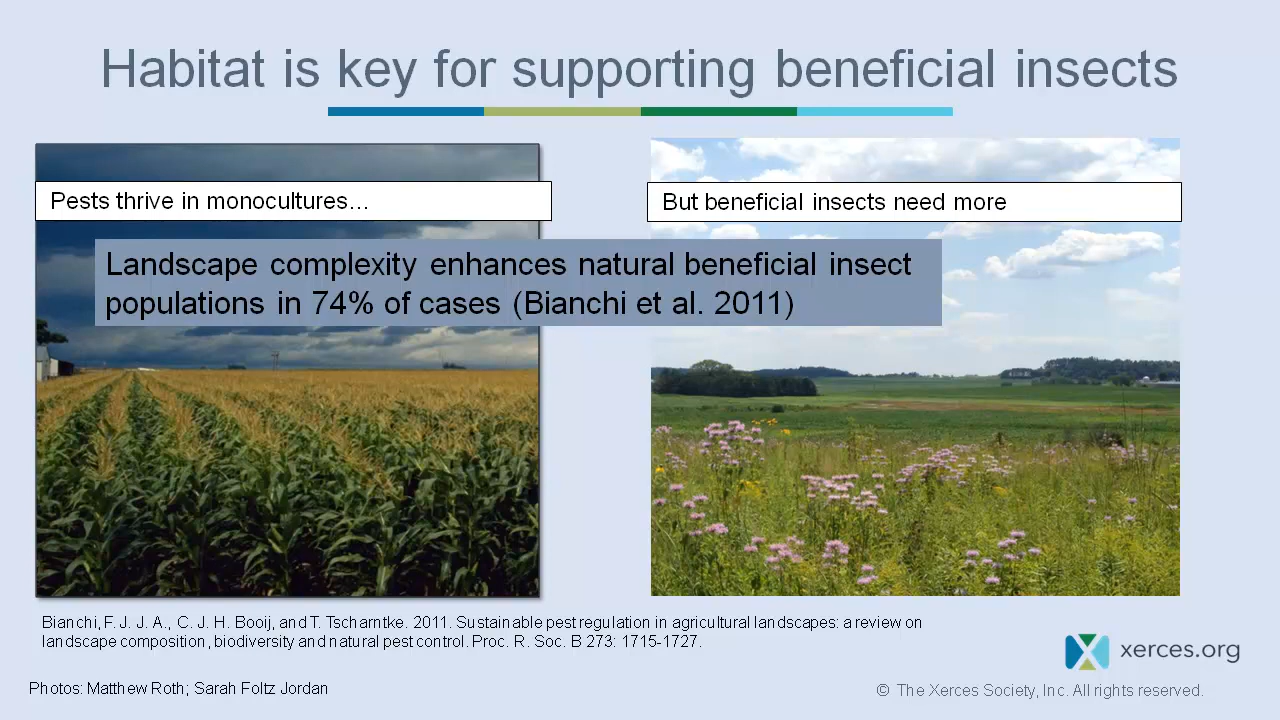 Habitat is key for supporting beneficial insects
Pests thrive in monocultures…
But beneficial insects need more
Landscape complexity enhances natural beneficial insect
populations in 74% of cases (Bianchi et al. 2011)
Bianchi, F. J. J. A., C. J. H. Booij, and T. Tscharntke. 2011. Sustainable pest regulation in agricultural landscapes: a review on
landscape composition, biodiversity and natural pest control. Proc. R. Soc. B 273: 1715-1727.
xerces.org
Photos: Matthew Roth; Sarah Foltz Jordan
© The Xerces Society, Inc. All rights reserved.